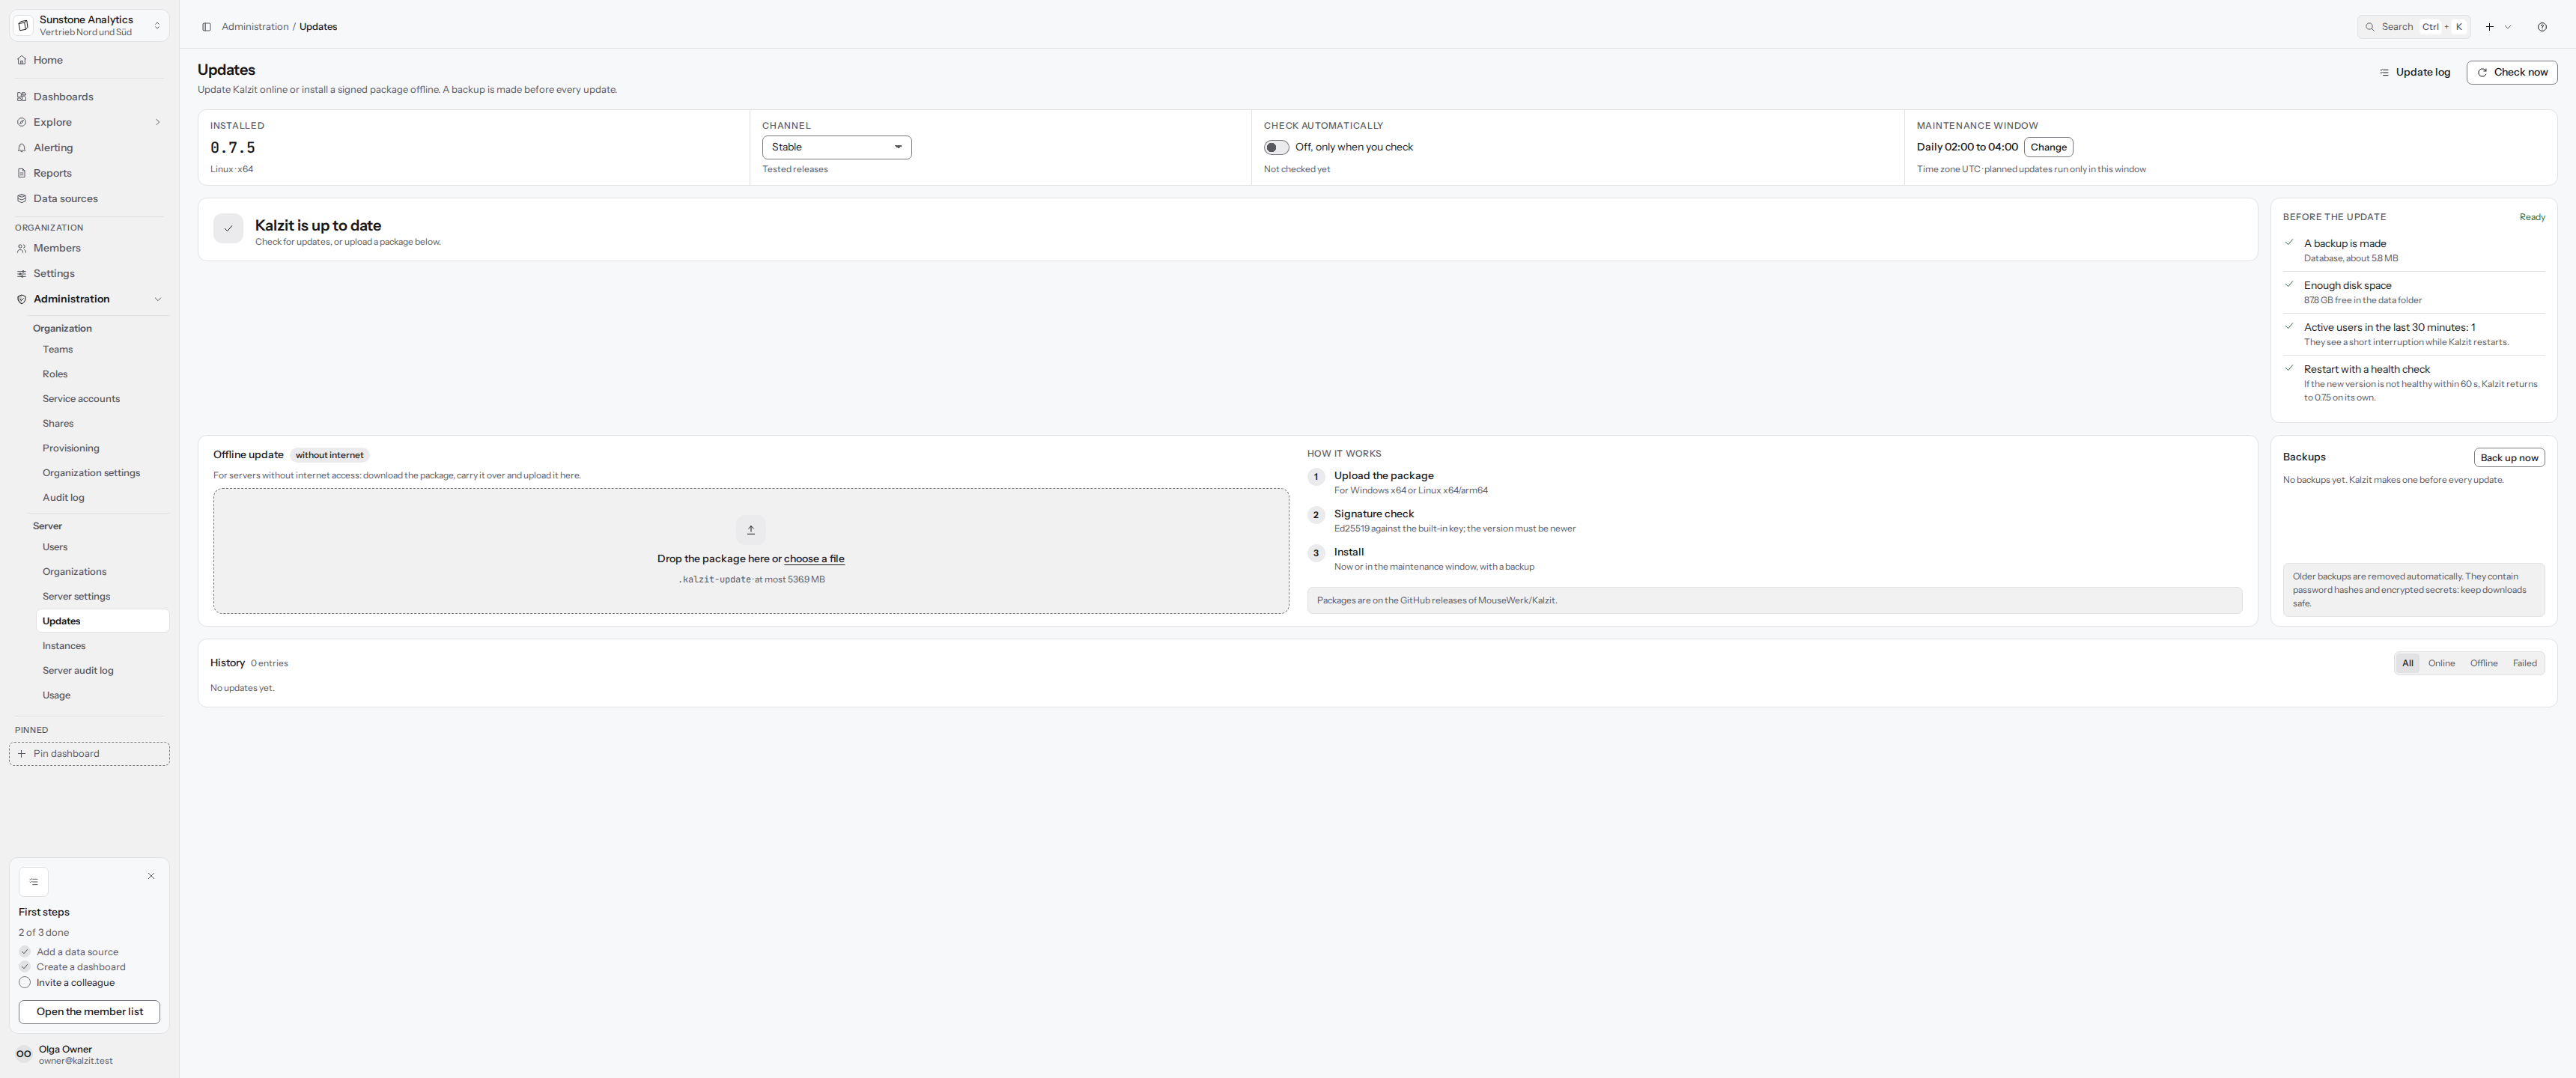 Sunstone Analytics
Vertrieb Nord und Süd
Home
Dashboards
Explore
Alerting
Reports
Data sources
ORGANIZATION
Members
Settings
Administration
Organization
Teams
Roles
Service accounts
Shares
Provisioning
Organization settings
Audit log
Server
Users
Organizations
Server settings
Updates
Instances
Server audit log
Usage
PINNED
Pin dashboard
First steps
2 of 3 done
Add a data source
Create a dashboard
Invite a colleague
Open the member list
OO
Olga Owner
owner@kalzit.test
Administration / Updates
Search Ctrl + K
Updates
Update Kalzit online or install a signed package offline. A backup is made before every update.
Update log
Check now
INSTALLED
0.7.5
Linux · x64
CHANNEL
Stable
Tested releases
CHECK AUTOMATICALLY
Off, only when you check
Not checked yet
MAINTENANCE WINDOW
Daily 02:00 to 04:00 Change
Time zone UTC · planned updates run only in this window
Kalzit is up to date
Check for updates, or upload a package below.
BEFORE THE UPDATE Ready
A backup is made
Database, about 5.8 MB
Enough disk space
87.8 GB free in the data folder
Active users in the last 30 minutes: 1
They see a short interruption while Kalzit restarts.
Restart with a health check
If the new version is not healthy within 60 s, Kalzit returns
to 0.7.5 on its own.
Offline update without internet
For servers without internet access: download the package, carry it over and upload it here.
Drop the package here or choose a file
.kalzit-update · at most 536.9 MB
HOW IT WORKS
1 Upload the package
For Windows x64 or Linux x64/arm64
2 Signature check
Ed25519 against the built-in key; the version must be newer
3 Install
Now or in the maintenance window, with a backup
Packages are on the GitHub releases of MouseWerk/Kalzit.
Backups Back up now
No backups yet. Kalzit makes one before every update.
Older backups are removed automatically. They contain
password hashes and encrypted secrets: keep downloads
safe.
History 0 entries
All Online Offline Failed
No updates yet.